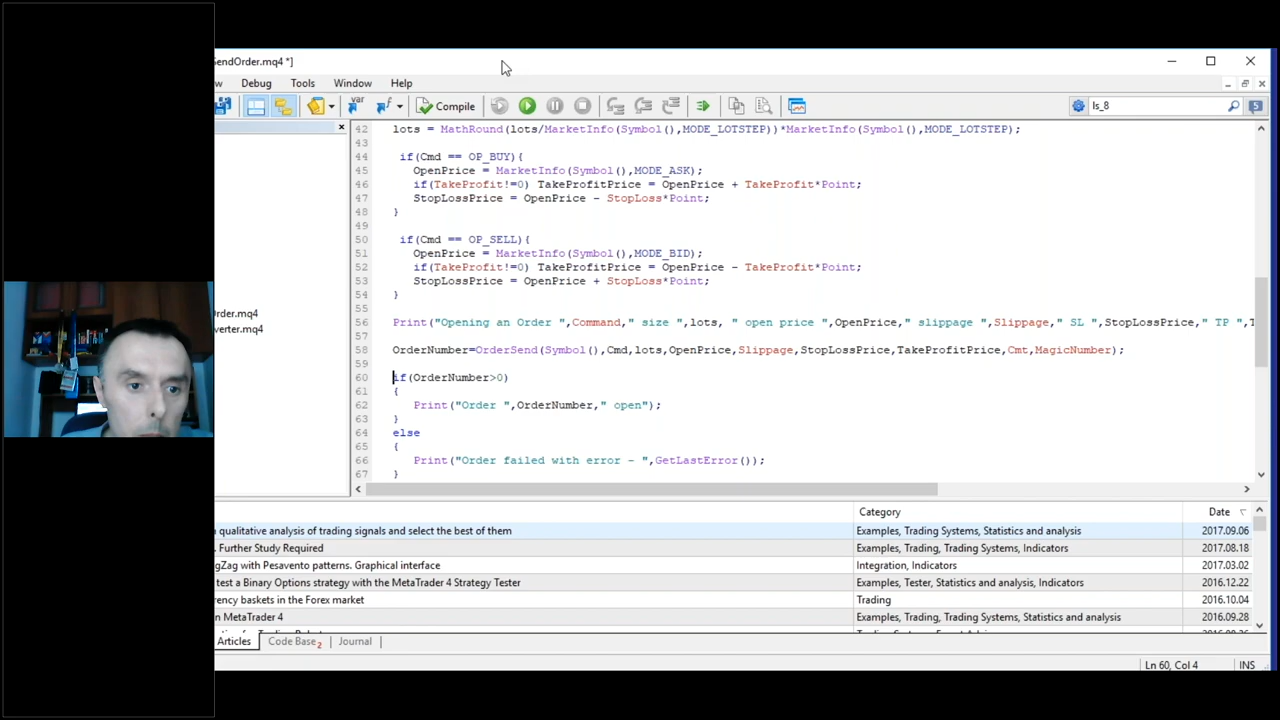 SendOrder.mq4 *]
Debug Tools Window Help
Compile
ls_8
42 lots = MathRound(lots/MarketInfo(Symbol(),MODE_LOTSTEP))*MarketInfo(Symbol(),MODE_LOTSTEP);
43
44 if(Cmd == OP_BUY){
45 OpenPrice = MarketInfo(Symbol(),MODE_ASK);
46 if(TakeProfit!=0) TakeProfitPrice = OpenPrice + TakeProfit*Point;
47 StopLossPrice = OpenPrice - StopLoss*Point;
48 }
49
50 if(Cmd == OP_SELL){
51 OpenPrice = MarketInfo(Symbol(),MODE_BID);
52 if(TakeProfit!=0) TakeProfitPrice = OpenPrice - TakeProfit*Point;
53 StopLossPrice = OpenPrice + StopLoss*Point;
54 }
55
56 Print("Opening an Order ",Command," size ",lots, " open price ",OpenPrice," slippage ",Slippage," SL ",StopLossPrice," TP ",T
57
58 OrderNumber=OrderSend(Symbol(),Cmd,lots,OpenPrice,Slippage,StopLossPrice,TakeProfitPrice,Cmt,MagicNumber);
59
60 if(OrderNumber>0)
61 {
62 Print("Order ",OrderNumber," open");
63 }
64 else
65 {
66 Print("Order failed with error - ",GetLastError());
67 }
Order.mq4
verter.mq4
Category Date
qualitative analysis of trading signals and select the best of them Examples, Trading Systems, Statistics and analysis 2017.09.06
. Further Study Required Examples, Trading, Trading Systems, Indicators 2017.08.18
gZag with Pesavento patterns. Graphical interface Integration, Indicators 2017.03.02
test a Binary Options strategy with the MetaTrader 4 Strategy Tester Examples, Tester, Statistics and analysis, Indicators 2016.12.22
rency baskets in the Forex market Trading 2016.10.04
n MetaTrader 4 Examples, Trading, Trading Systems, Statistics and analysis 2016.09.28
Articles Code Base 2 Journal
Ln 60, Col 4 INS